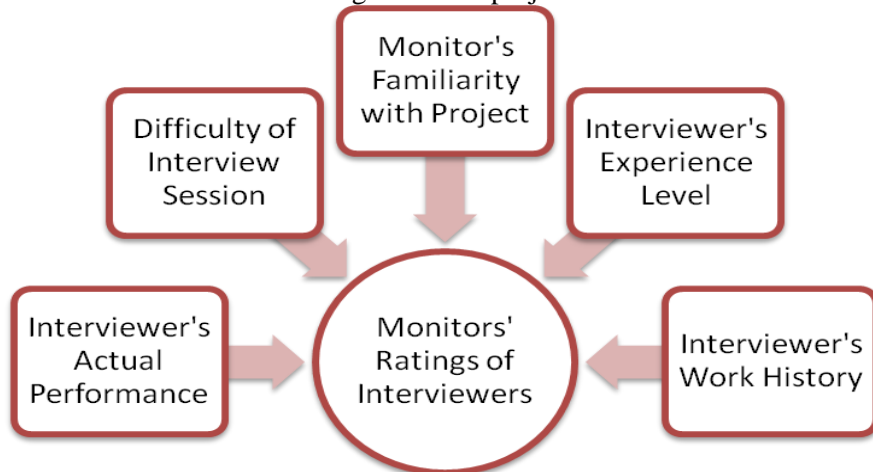 Monitor's
Familiarity
with Project
Difficulty of
Interview
Session
Interviewer's
Experience
Level
Interviewer's
Actual
Performance
Monitors'
Ratings of
Interviewers
Interviewer's
Work History